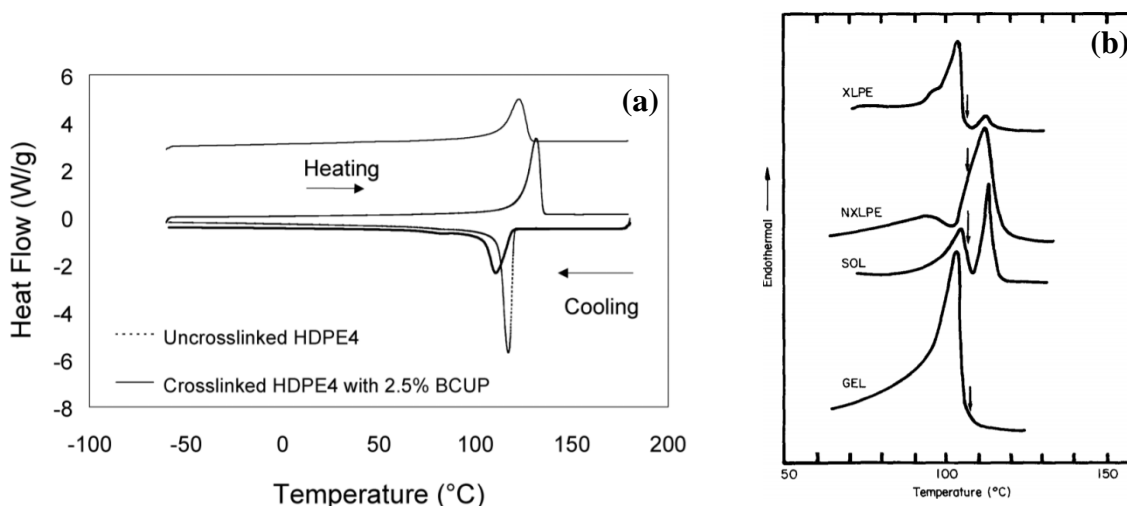 (a)
6
4
2
0
-2
-4
-6
-8
Heat Flow (W/g)
Heating
Cooling
Uncrosslinked HDPE4
Crosslinked HDPE4 with 2.5% BCUP
-100 -50 0 50 100 150 200
Temperature (°C)
(b)
XLPE
NXLPE
SOL
GEL
Endothermal
50 100 150
Temperature (°C)